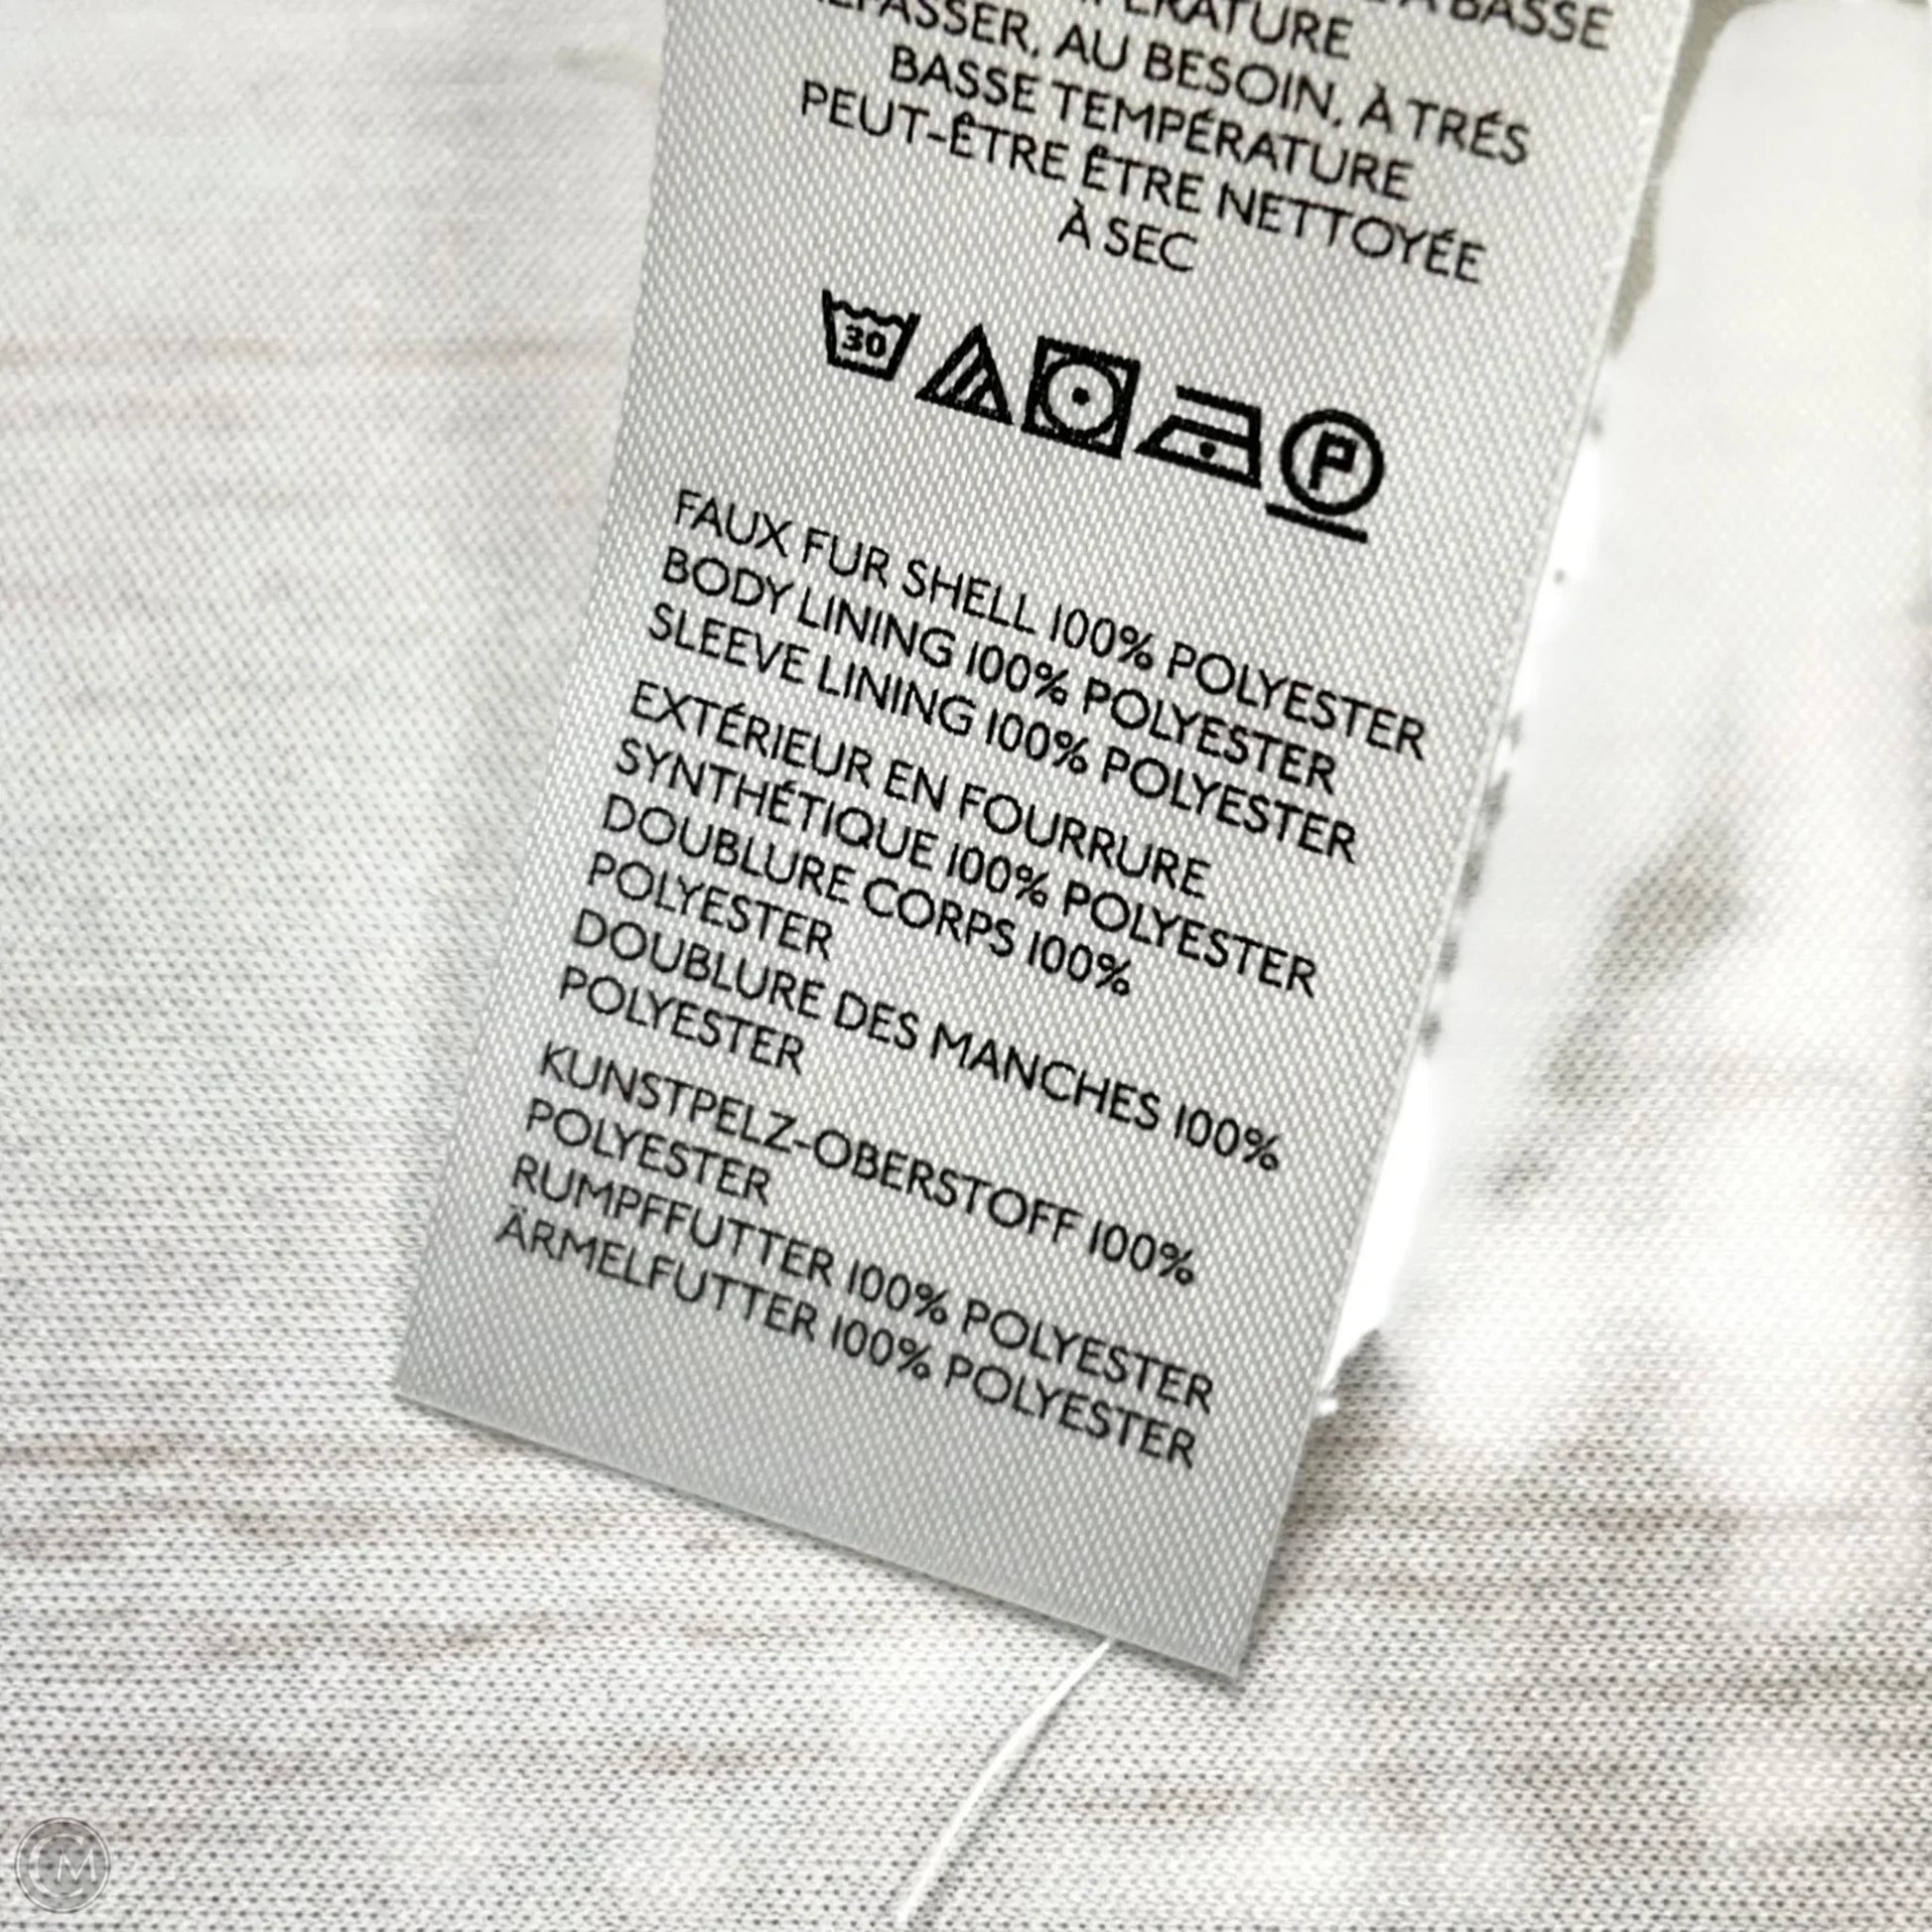 À BASSE
TEMPÉRATURE
REPASSER, AU BESOIN, À TRÉS
BASSE TEMPÉRATURE
PEUT-ÊTRE ÊTRE NETTOYÉE
À SEC
30
P
FAUX FUR SHELL 100% POLYESTER
BODY LINING 100% POLYESTER
SLEEVE LINING 100% POLYESTER
EXTÉRIEUR EN FOURRURE
SYNTHÉTIQUE 100% POLYESTER
DOUBLURE CORPS 100%
POLYESTER
DOUBLURE DES MANCHES 100%
POLYESTER
KUNSTPELZ-OBERSTOFF 100%
POLYESTER
RUMPFFUTTER 100% POLYESTER
ÄRMELFUTTER 100% POLYESTER